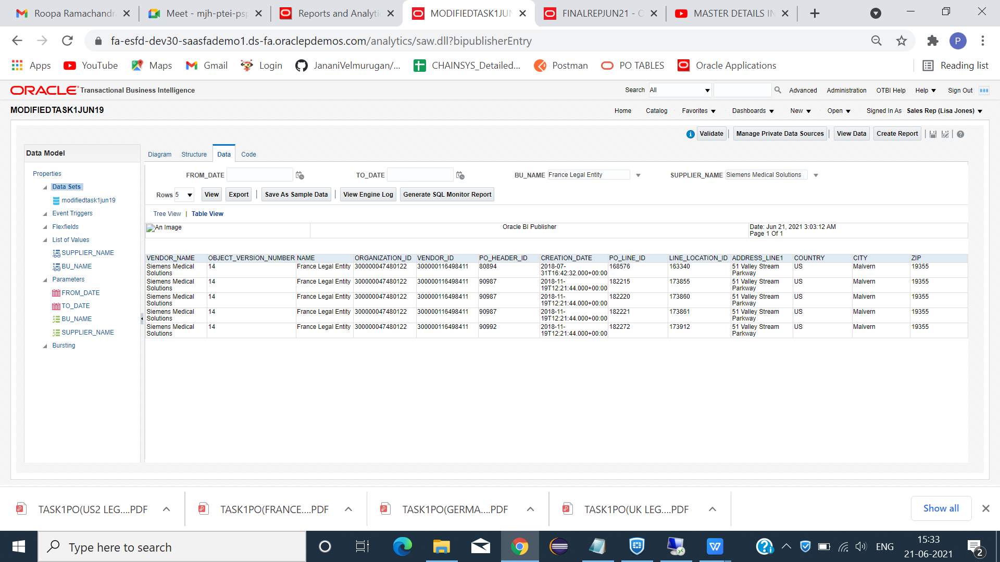 Roopa Ramachandr
Meet - mjh-ptei-psp
Reports and Analyti
MODIFIEDTASK1JUN
FINALREPJUN21 - O
MASTER DETAILS IN
fa-esfd-dev30-saasfademo1.ds-fa.oraclepdemos.com/analytics/saw.dll?bipublisherEntry
P
Apps
YouTube
Maps
Gmail
Login
JananiVelmurugan/...
CHAINSYS_Detailed...
Postman
PO TABLES
Oracle Applications
Reading list
ORACLE Transactional Business Intelligence
Search All
Advanced
Administration
OTBI Help
Help
Sign Out
MODIFIEDTASK1JUN19
Home
Catalog
Favorites
Dashboards
New
Open
Signed In As Sales Rep (Lisa Jones)
Validate
Manage Private Data Sources
View Data
Create Report
Data Model
Properties
Data Sets
modifiedtask1jun19
Event Triggers
Flexfields
List of Values
SUPPLIER_NAME
BU_NAME
Parameters
FROM_DATE
TO_DATE
BU_NAME
SUPPLIER_NAME
Bursting
Diagram Structure Data Code
FROM_DATE TO_DATE BU_NAME France Legal Entity SUPPLIER_NAME Siemens Medical Solutions
Rows 5 View Export | Save As Sample Data | View Engine Log Generate SQL Monitor Report
Tree View | Table View
An Image
Oracle BI Publisher
Date: Jun 21, 2021 3:03:12 AM
Page 1 Of 1
VENDOR_NAME OBJECT_VERSION_NUMBER NAME ORGANIZATION_ID VENDOR_ID PO_HEADER_ID CREATION_DATE PO_LINE_ID LINE_LOCATION_ID ADDRESS_LINE1 COUNTRY CITY ZIP
Siemens Medical 14 France Legal Entity 300000047480122 300000116498411 80894 2018-07- 168576 163340 51 Valley Stream US Malvern 19355
Solutions 31T16:42:32.000+00:00 Parkway
Siemens Medical 14 France Legal Entity 300000047480122 300000116498411 90987 2018-11- 182215 173855 51 Valley Stream US Malvern 19355
Solutions 19T12:21:44.000+00:00 Parkway
Siemens Medical 14 France Legal Entity 300000047480122 300000116498411 90987 2018-11- 182220 173860 51 Valley Stream US Malvern 19355
Solutions 19T12:21:44.000+00:00 Parkway
Siemens Medical 14 France Legal Entity 300000047480122 300000116498411 90987 2018-11- 182221 173861 51 Valley Stream US Malvern 19355
Solutions 19T12:21:44.000+00:00 Parkway
Siemens Medical 14 France Legal Entity 300000047480122 300000116498411 90992 2018-11- 182272 173912 51 Valley Stream US Malvern 19355
Solutions 19T12:21:44.000+00:00 Parkway
TASK1PO(US2 LEG....PDF
TASK1PO(FRANCE....PDF
TASK1PO(GERMA....PDF
TASK1PO(UK LEG....PDF
Show all
Type here to search
W
ENG
15:33
21-06-2021
2